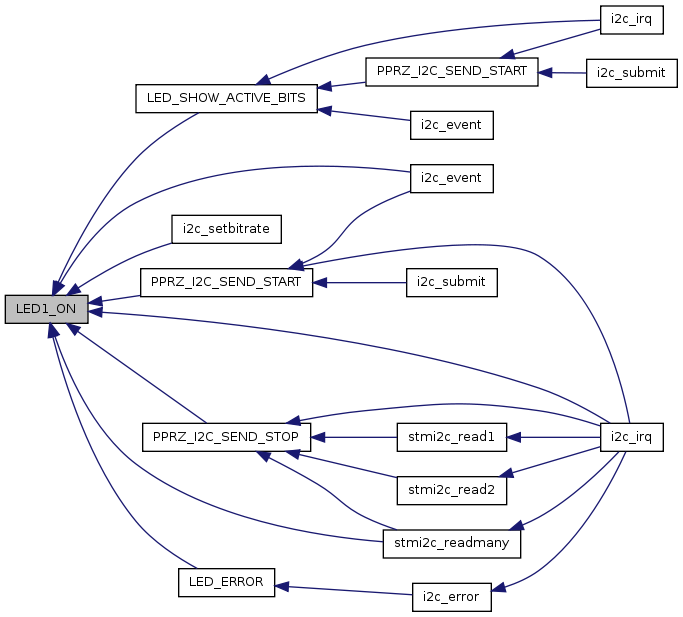 i2c_irq
PPRZ_I2C_SEND_START
i2c_submit
LED_SHOW_ACTIVE_BITS
i2c_event
i2c_event
i2c_setbitrate
PPRZ_I2C_SEND_START
i2c_submit
LED1_ON
PPRZ_I2C_SEND_STOP
stmi2c_read1
i2c_irq
stmi2c_read2
stmi2c_readmany
LED_ERROR
i2c_error